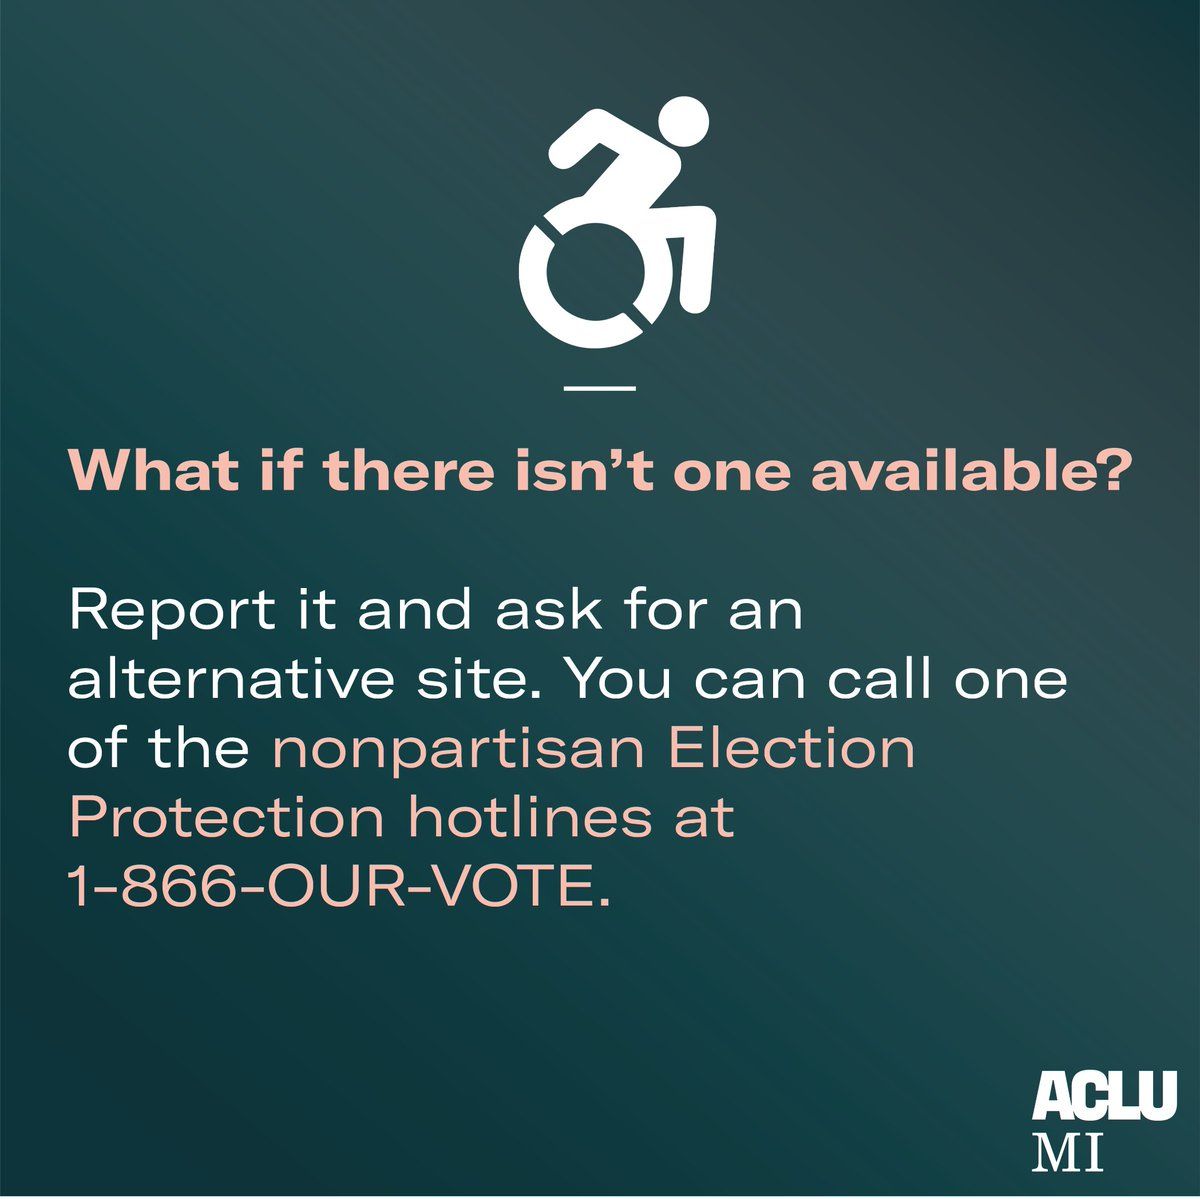 What if there isn’t one available?
Report it and ask for an
alternative site. You can call one
of the nonpartisan Election
Protection hotlines at
1-866-OUR-VOTE.
ACLU
MI